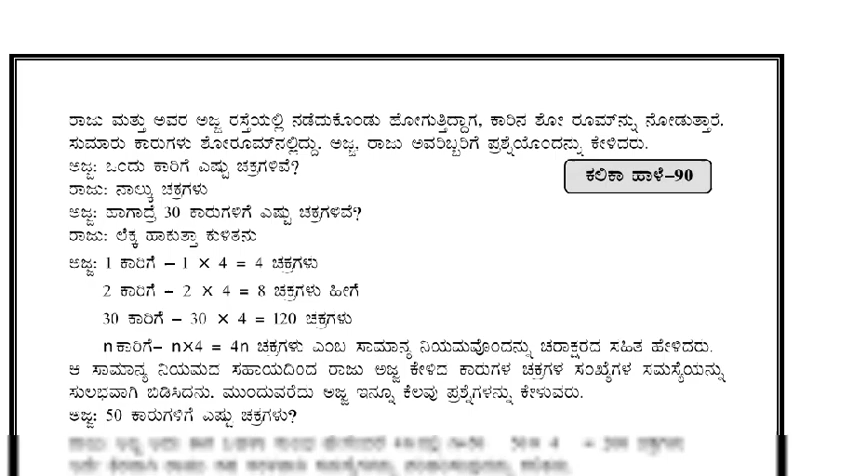 ರಾಜು ಮತ್ತು ಅವರ ಅಜ್ಜ ರಸ್ತೆಯಲ್ಲಿ ನಡೆದುಕೊಂಡು ಹೋಗುತ್ತಿದ್ದಾಗ, ಕಾರಿನ ಶೋ ರೂಮ್‌ನ್ನು ನೋಡುತ್ತಾರೆ.
ಸುಮಾರು ಕಾರುಗಳು ಶೋರೂಮ್‌ನಲ್ಲಿದ್ದು. ಅಜ್ಜ, ರಾಜು ಅವರಿಬ್ಬರಿಗೆ ಪ್ರಶ್ನೆಯೊಂದನ್ನು ಕೇಳಿದರು.
ಅಜ್ಜ: ಒಂದು ಕಾರಿಗೆ ಎಷ್ಟು ಚಕ್ರಗಳಿವೆ?
ಕಲಿಕಾ ಹಾಳೆ–90
ರಾಜು: ನಾಲ್ಕು ಚಕ್ರಗಳು
ಅಜ್ಜ: ಹಾಗಾದ್ರೆ 30 ಕಾರುಗಳಿಗೆ ಎಷ್ಟು ಚಕ್ರಗಳಿವೆ?
ರಾಜು: ಲೆಕ್ಕ ಹಾಕುತ್ತಾ ಕುಳಿತನು
ಅಜ್ಜ: 1 ಕಾರಿಗೆ – 1 × 4 = 4 ಚಕ್ರಗಳು
2 ಕಾರಿಗೆ – 2 × 4 = 8 ಚಕ್ರಗಳು ಹೀಗೆ
30 ಕಾರಿಗೆ – 30 × 4 = 120 ಚಕ್ರಗಳು
n ಕಾರಿಗೆ– n×4 = 4n ಚಕ್ರಗಳು ಎಂಬ ಸಾಮಾನ್ಯ ನಿಯಮವೊಂದನ್ನು ಚರಾಕ್ಷರದ ಸಹಿತ ಹೇಳಿದರು.
ಆ ಸಾಮಾನ್ಯ ನಿಯಮದ ಸಹಾಯದಿಂದ ರಾಜು ಅಜ್ಜ ಕೇಳಿದ ಕಾರುಗಳ ಚಕ್ರಗಳ ಸಂಖ್ಯೆಗಳ ಸಮಸ್ಯೆಯನ್ನು
ಸುಲಭವಾಗಿ ಬಿಡಿಸಿದನು. ಮುಂದುವರೆದು ಅಜ್ಜ ಇನ್ನೂ ಕೆಲವು ಪ್ರಶ್ನೆಗಳನ್ನು ಕೇಳುವರು.
ಅಜ್ಜ: 50 ಕಾರುಗಳಿಗೆ ಎಷ್ಟು ಚಕ್ರಗಳು?